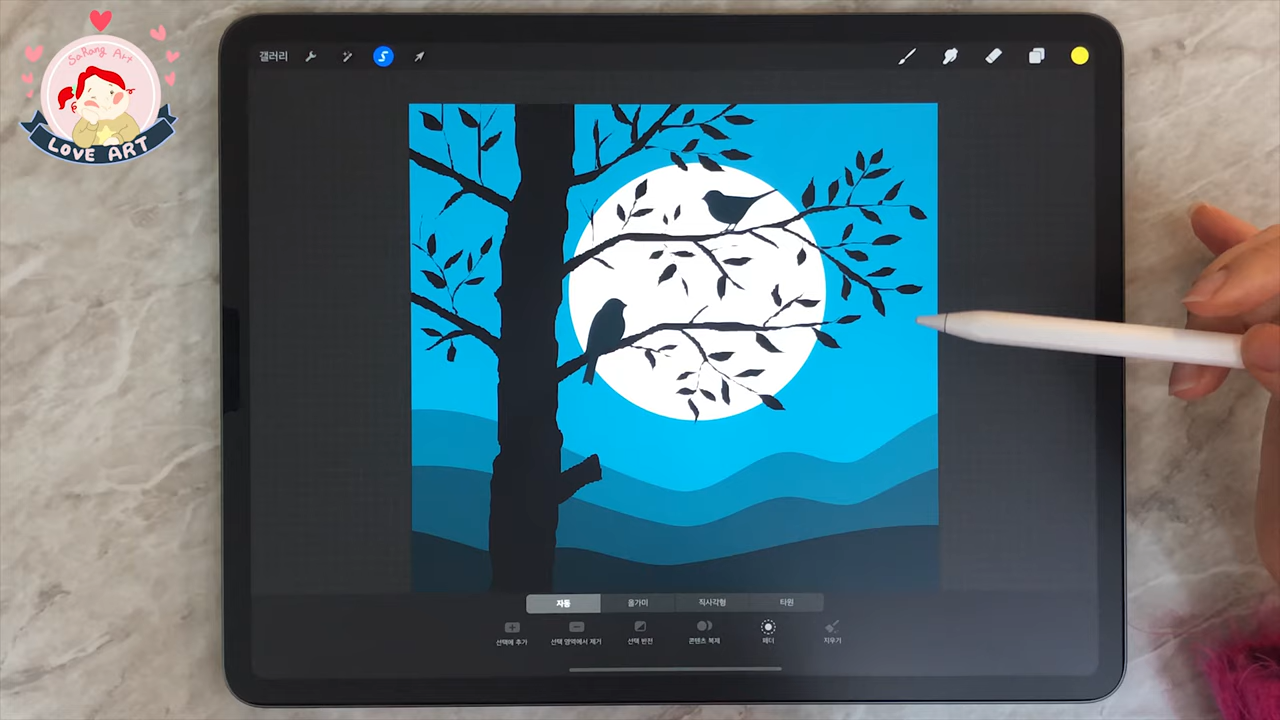 SaRang Art
LOVE ART
갤러리
S
자동
올가미
직사각형
타원
선택에 추가
선택 영역에서 제거
선택 반전
콘텐츠 복제
페더
지우기